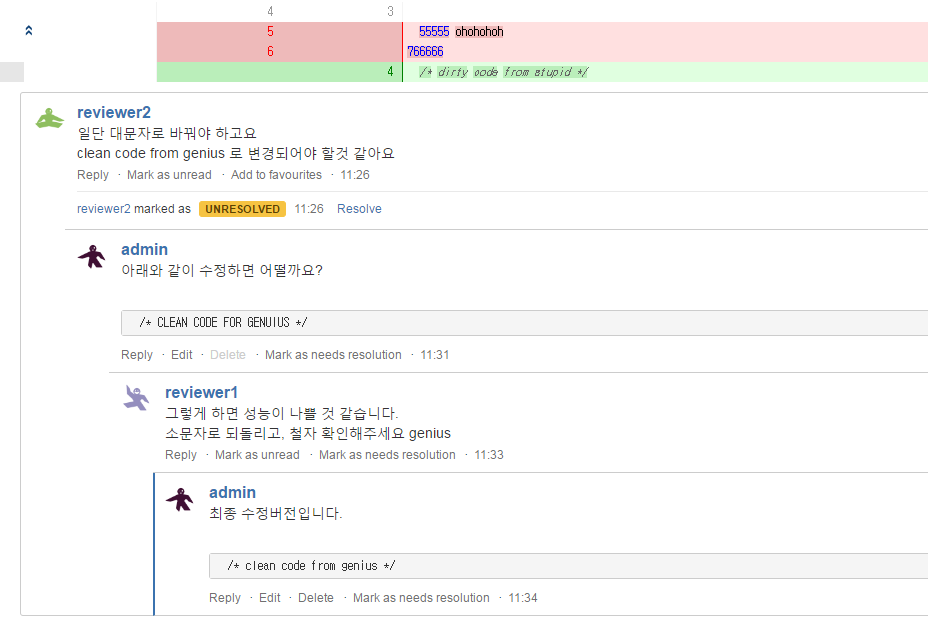 4 3
5 55555 ohohohoh
6 766666
4 /* dirty code from stupid */
reviewer2
일단 대문자로 바꿔야 하고요
clean code from genius 로 변경되어야 할것 같아요
Reply · Mark as unread · Add to favourites · 11:26
reviewer2 marked as UNRESOLVED 11:26 Resolve
admin
아래와 같이 수정하면 어떨까요?
/* CLEAN CODE FOR GENUIUS */
Reply · Edit · Delete · Mark as needs resolution · 11:31
reviewer1
그렇게 하면 성능이 나쁠 것 같습니다.
소문자로 되돌리고, 철자 확인해주세요 genius
Reply · Mark as unread · Mark as needs resolution · 11:33
admin
최종 수정버전입니다.
/* clean code from genius */
Reply · Edit · Delete · Mark as needs resolution · 11:34